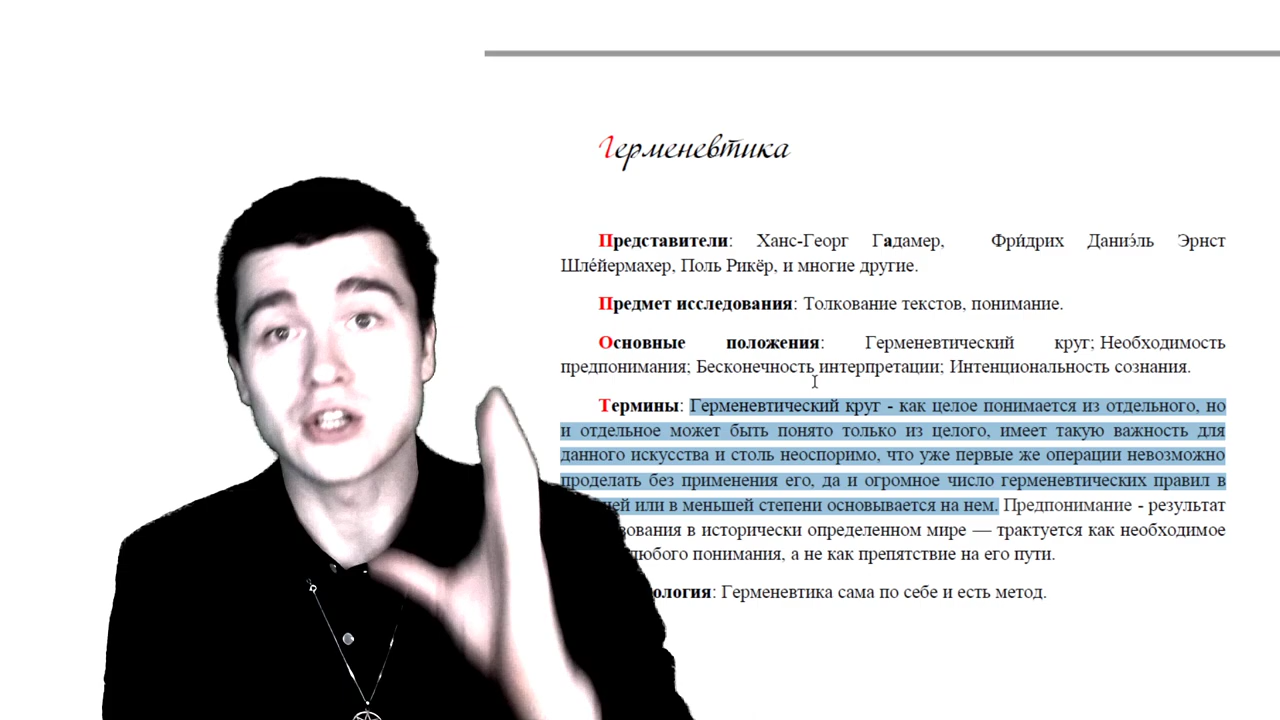 Герменевтика
Представители: Ханс-Георг Гадамер, Фри́дрих Даниэ́ль Эрнст
Шле́йермахер, Поль Рикёр, и многие другие.
Предмет исследования: Толкование текстов, понимание.
Основные положения: Герменевтический круг; Необходимость
предпонимания; Бесконечность интерпретации; Интенциональность сознания.
Термины: Герменевтический круг - как целое понимается из отдельного, но
и отдельное может быть понято только из целого, имеет такую важность для
данного искусства и столь неоспоримо, что уже первые же операции невозможно
проделать без применения его, да и огромное число герменевтических правил в
или в меньшей степени основывается на нем. Предпонимание - результат
в исторически определенном мире — трактуется как необходимое
любого понимания, а не как препятствие на его пути.
Герменевтика сама по себе и есть метод.